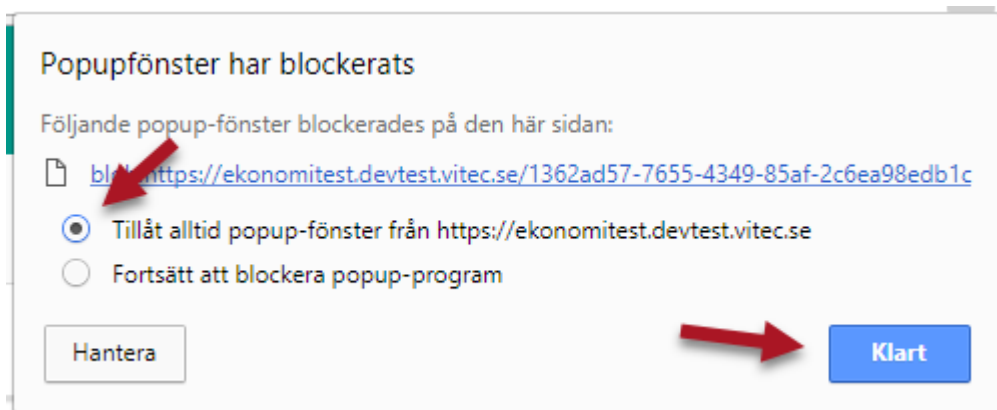 Popupfönster har blockerats
Följande popup-fönster blockerades på den här sidan:
https://ekonomitest.devtest.vitec.se/1362ad57-7655-4349-85af-2c6ea98edb1c
Tillåt alltid popup-fönster från https://ekonomitest.devtest.vitec.se
Fortsätt att blockera popup-program
Hantera
Klart